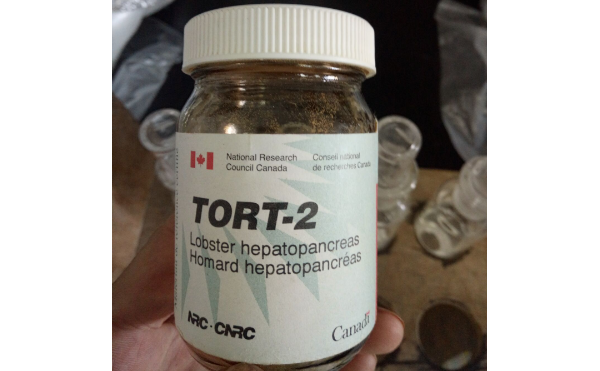 National Research Conseil national
Council Canada de recherches Canada
TORT-2
Lobster hepatopancreas
Homard hepatopancréas
NRC·CNRC
Canada